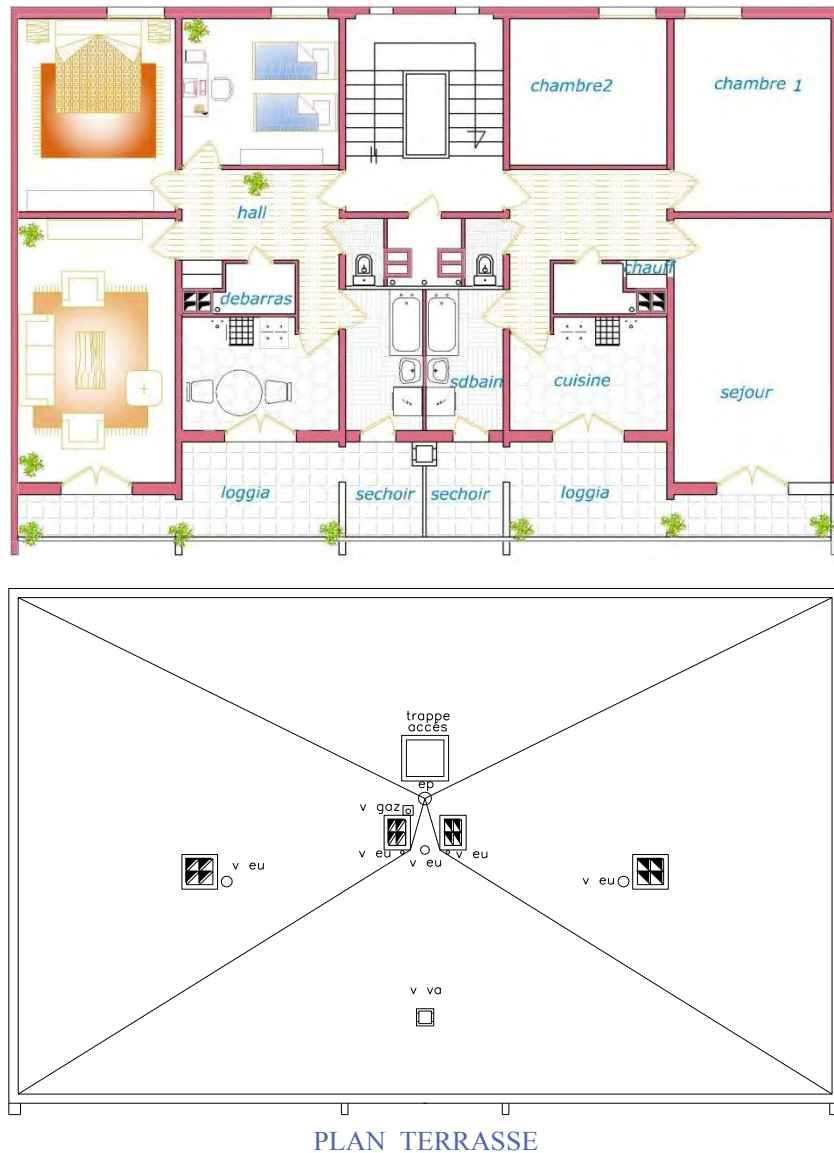 chambre2
chambre 1
hall
chauff
debarras
sdbain
cuisine
sejour
loggia
sechoir
sechoir
loggia
trappe
accés
ep
v gaz
v eu
v eu
v eu
v eu
v eu
v va
PLAN TERRASSE